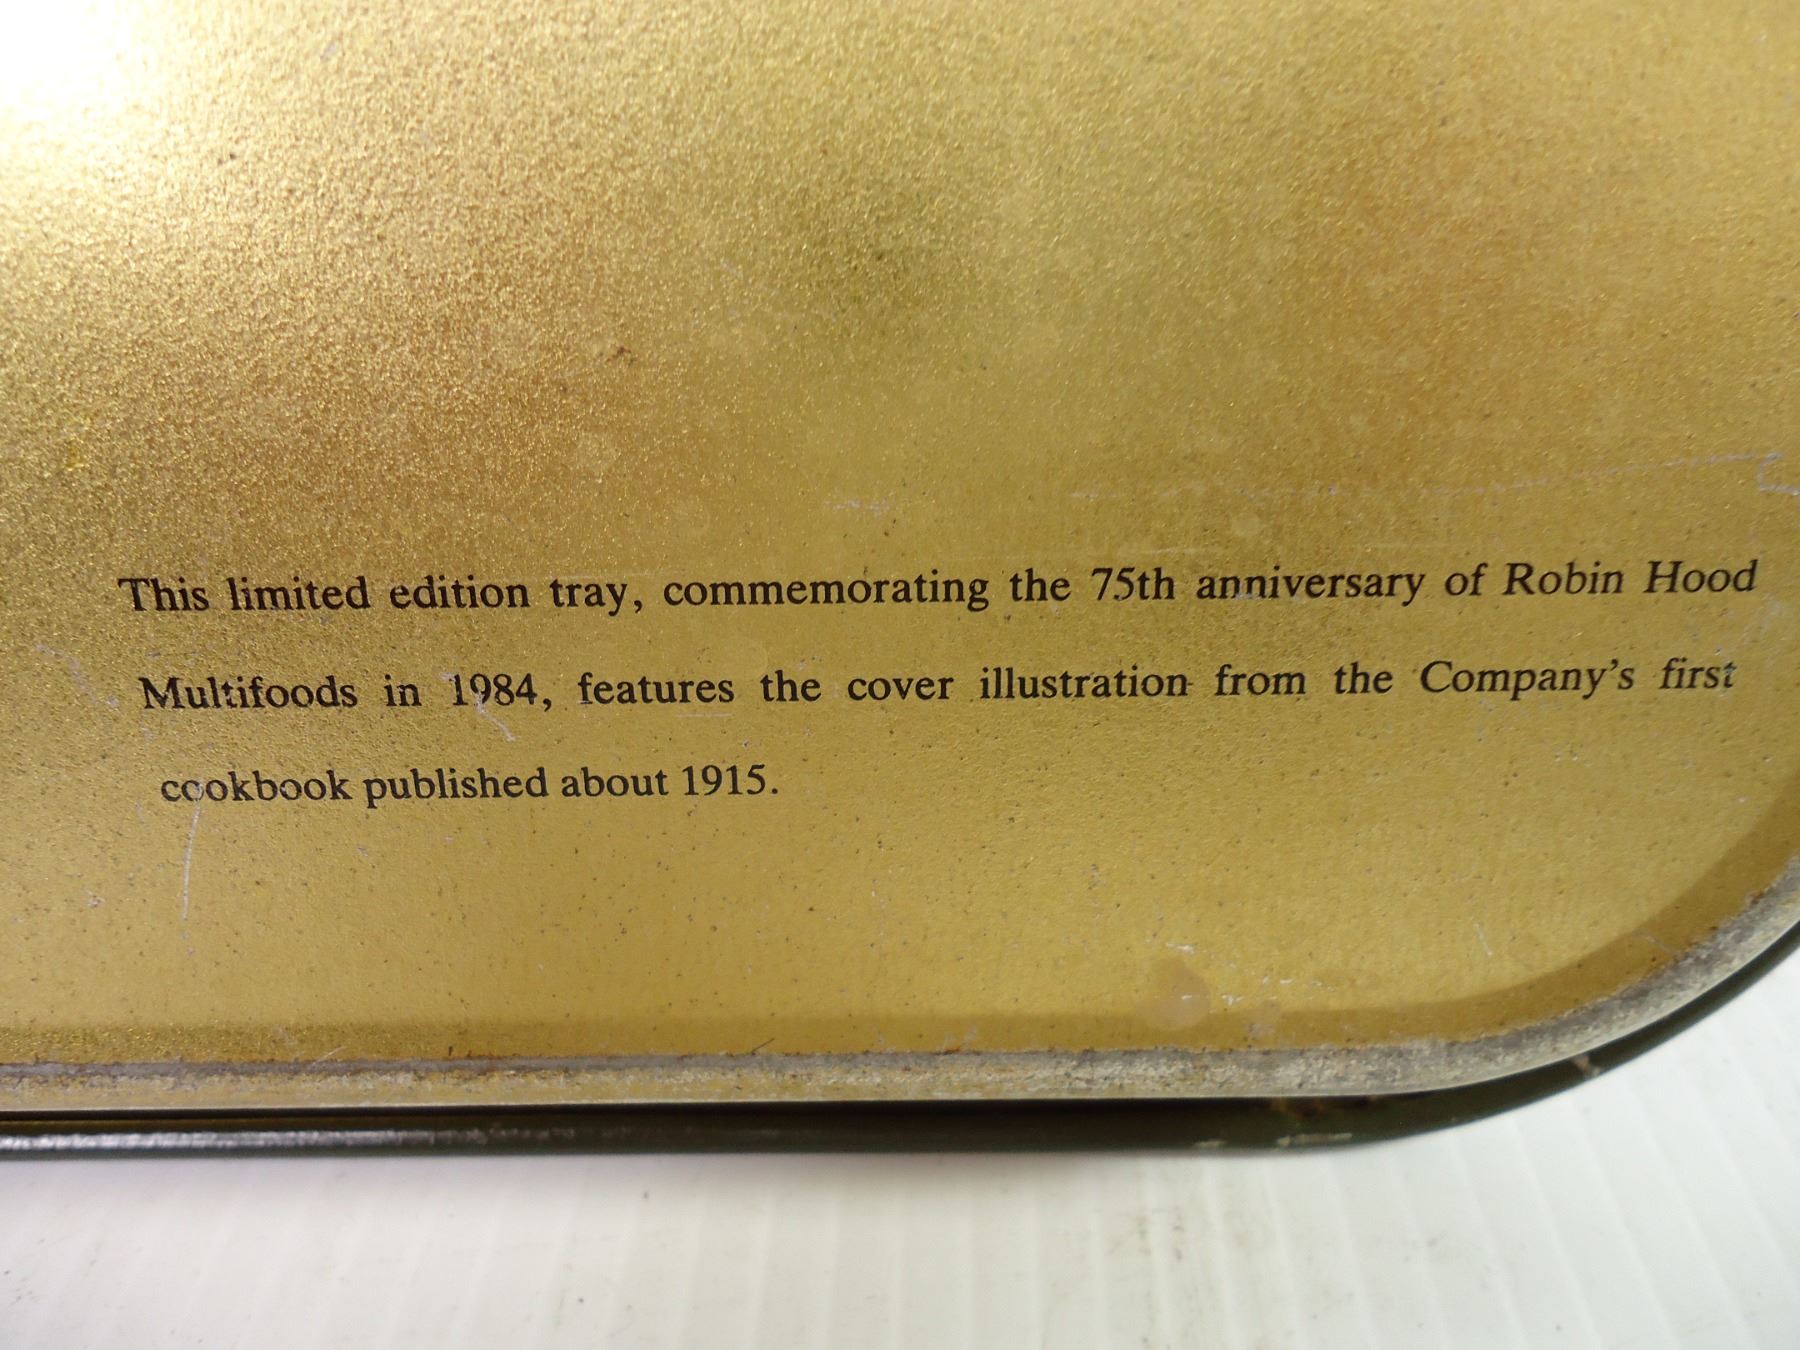 This limited edition tray, commemorating the 75th anniversary of Robin Hood
Multifoods in 1984, features the cover illustration from the Company's first
cookbook published about 1915.